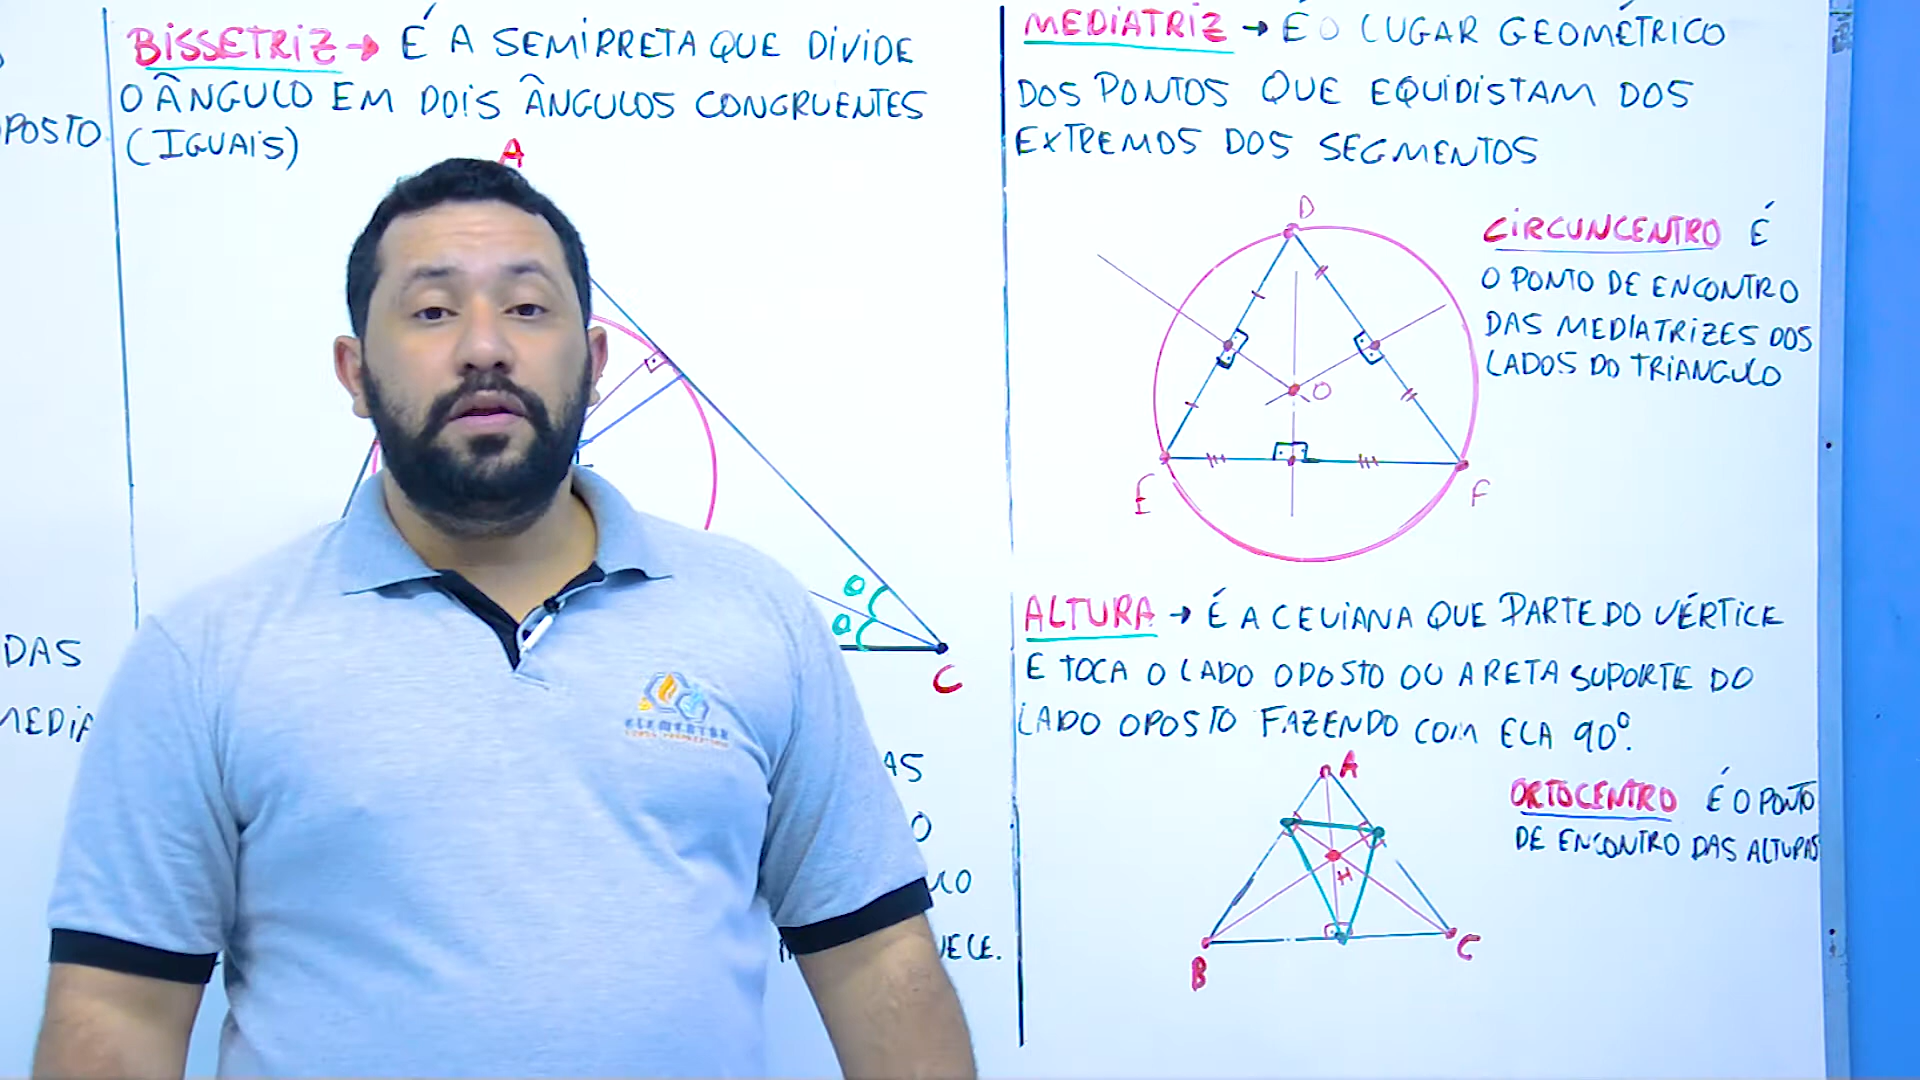 POSTO
DAS
MEDIA
BISSETRIZ → É A SEMIRRETA QUE DIVIDE
O ÂNGULO EM DOIS ÂNGULOS CONGRUENTES
(IGUAIS)
A
θ
θ
C
AS
O
ELEMENTAR
MEDIATRIZ → É O LUGAR GEOMÉTRICO
DOS PONTOS QUE EQUIDISTAM DOS
EXTREMOS DOS SEGMENTOS
D
CIRCUNCENTRO É
O PONTO DE ENCONTRO
DAS MEDIATRIZES DOS
LADOS DO TRIANGULO
O
E
F
ALTURA → É A CEVIANA QUE PARTE DO VÉRTICE
E TOCA O LADO OPOSTO OU A RETA SUPORTE DO
LADO OPOSTO FAZENDO COM ELA 90º.
A
ORTOCENTRO É O PONTO
DE ENCONTRO DAS ALTURAS
H
B
C